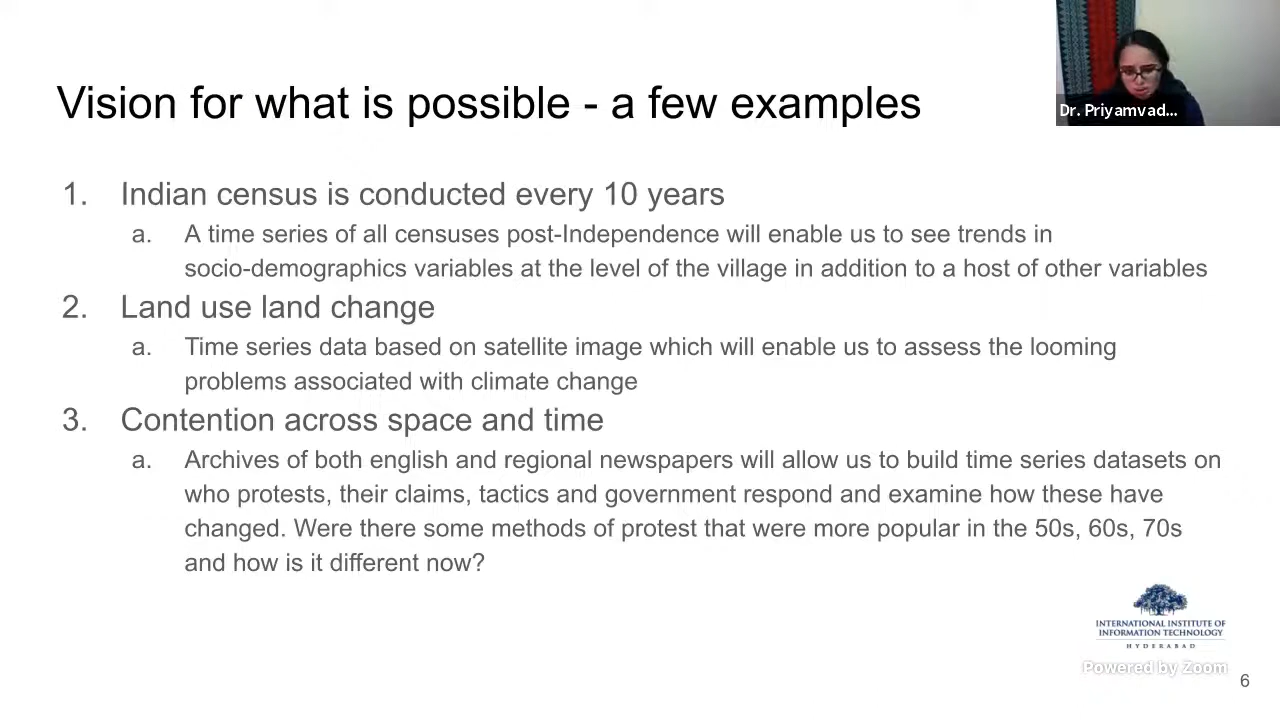 Vision for what is possible - a few examples
Dr. Priyamvad...
1. Indian census is conducted every 10 years
a. A time series of all censuses post-Independence will enable us to see trends in
socio-demographics variables at the level of the village in addition to a host of other variables
2. Land use land change
a. Time series data based on satellite image which will enable us to assess the looming
problems associated with climate change
3. Contention across space and time
a. Archives of both english and regional newspapers will allow us to build time series datasets on
who protests, their claims, tactics and government respond and examine how these have
changed. Were there some methods of protest that were more popular in the 50s, 60s, 70s
and how is it different now?
INTERNATIONAL INSTITUTE OF
INFORMATION TECHNOLOGY
HYDERABAD
Powered by Zoom
6